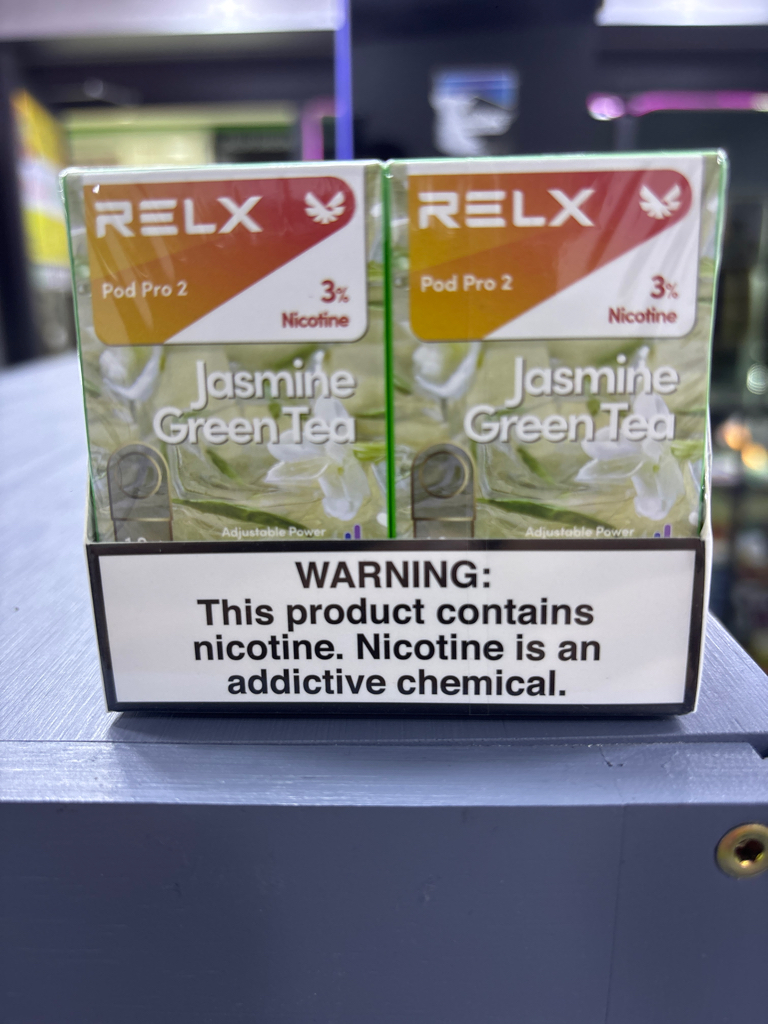 RELX
Pod Pro 2
3%
Nicotine
Jasmine
Green Tea
Adjustable Power
RELX
Pod Pro 2
3%
Nicotine
Jasmine
Green Tea
Adjustable Power
WARNING:
This product contains
nicotine. Nicotine is an
addictive chemical.